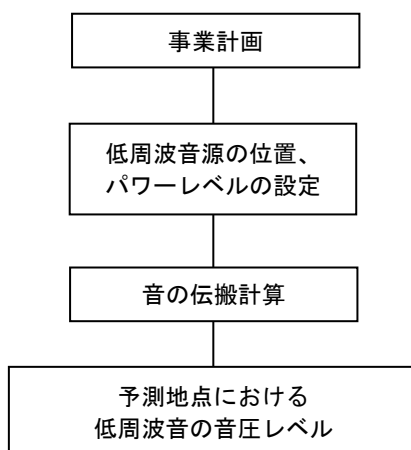 事業計画
低周波音源の位置、
パワーレベルの設定
音の伝搬計算
予測地点における
低周波音の音圧レベル